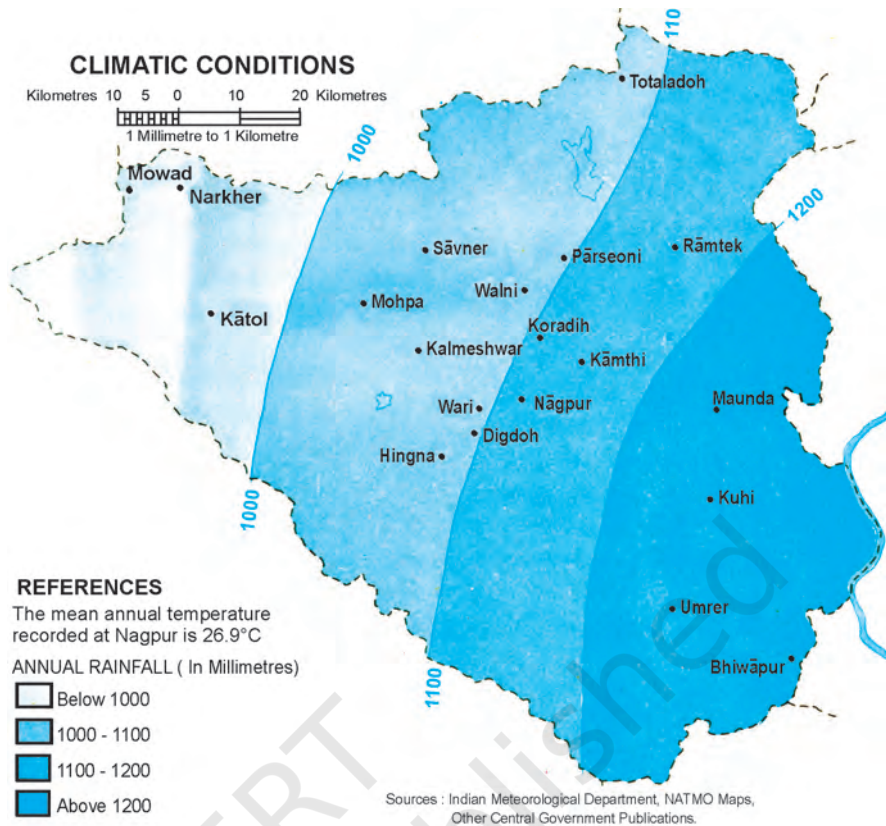 CLIMATIC CONDITIONS
Kilometres 10 5 0 10 20 Kilometres
1 Millimetre to 1 Kilometre
110
Totaladoh
1000
Mōwad
Narkher
1200
Sāvner
Pārseoni
Rāmtek
Walni
Mohpa
Kātol
Koradih
Kalmeshwar
Kāmthi
Nāgpur
Maunda
Wari
Digdoh
Hingna
1000
Kuhi
Umrer
Bhiwāpur
1100
REFERENCES
The mean annual temperature
recorded at Nagpur is 26.9°C
ANNUAL RAINFALL ( In Millimetres)
Below 1000
1000 - 1100
1100 - 1200
Above 1200
Sources : Indian Meteorological Department, NATMO Maps,
Other Central Government Publications.